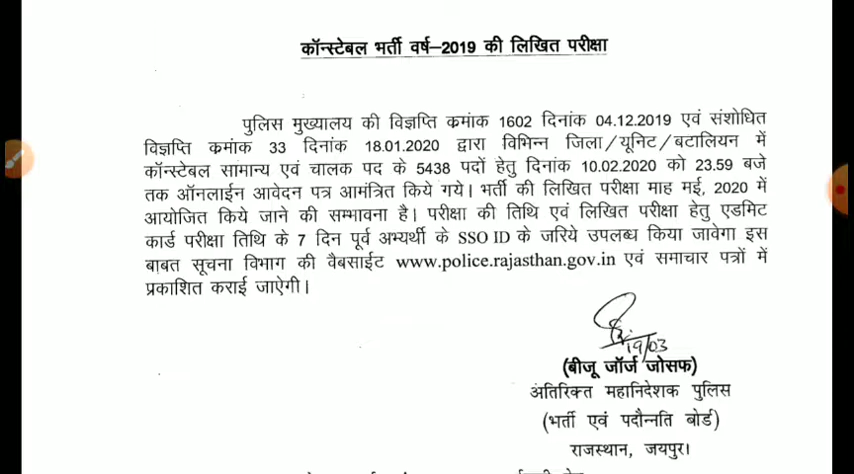 कॉन्स्टेबल भर्ती वर्ष–2019 की लिखित परीक्षा
पुलिस मुख्यालय की विज्ञप्ति क्रमांक 1602 दिनांक 04.12.2019 एवं संशोधित
विज्ञप्ति क्रमांक 33 दिनांक 18.01.2020 द्वारा विभिन्न जिला/यूनिट/बटालियन में
कॉन्स्टेबल सामान्य एवं चालक पद के 5438 पदों हेतु दिनांक 10.02.2020 को 23.59 बजे
तक ऑनलाईन आवेदन पत्र आमंत्रित किये गये। भर्ती की लिखित परीक्षा माह मई, 2020 में
आयोजित किये जाने की सम्भावना है। परीक्षा की तिथि एवं लिखित परीक्षा हेतु एडमिट
कार्ड परीक्षा तिथि के 7 दिन पूर्व अभ्यर्थी के SSO ID के जरिये उपलब्ध किया जावेगा इस
बाबत सूचना विभाग की वैबसाईट www.police.rajasthan.gov.in एवं समाचार पत्रों में
प्रकाशित कराई जाऐगी।
19/03
(बीजू जॉर्ज जोसफ)
अंतिरिक्त महानिदेशक पुलिस
(भर्ती एवं पदौन्नति बोर्ड)
राजस्थान, जयपुर।